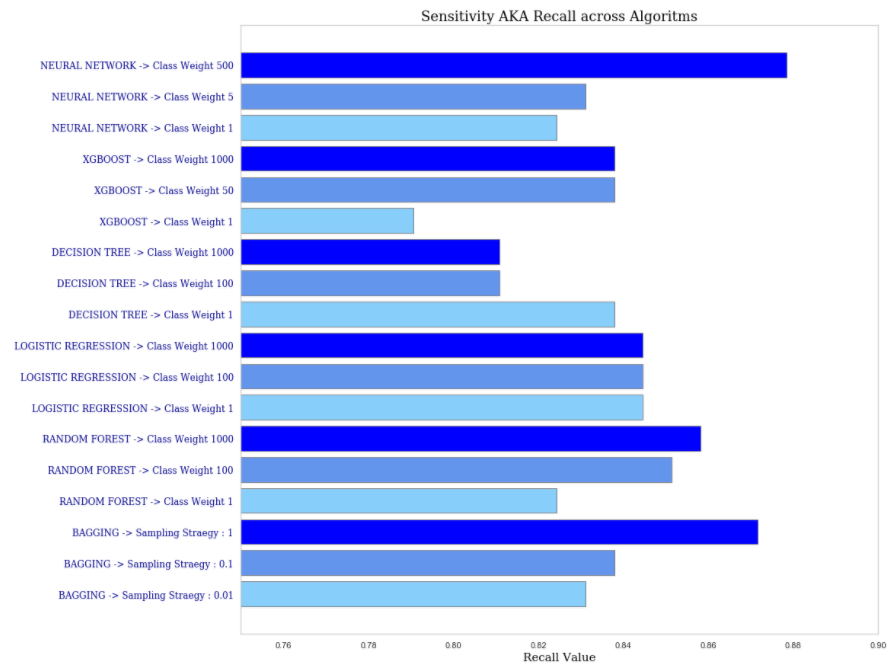 Sensitivity AKA Recall across Algoritms
NEURAL NETWORK -> Class Weight 500
NEURAL NETWORK -> Class Weight 5
NEURAL NETWORK -> Class Weight 1
XGBOOST -> Class Weight 1000
XGBOOST -> Class Weight 50
XGBOOST -> Class Weight 1
DECISION TREE -> Class Weight 1000
DECISION TREE -> Class Weight 100
DECISION TREE -> Class Weight 1
LOGISTIC REGRESSION -> Class Weight 1000
LOGISTIC REGRESSION -> Class Weight 100
LOGISTIC REGRESSION -> Class Weight 1
RANDOM FOREST -> Class Weight 1000
RANDOM FOREST -> Class Weight 100
RANDOM FOREST -> Class Weight 1
BAGGING -> Sampling Straegy : 1
BAGGING -> Sampling Straegy : 0.1
BAGGING -> Sampling Straegy : 0.01
0.76 0.78 0.80 0.82 0.84 0.86 0.88 0.90
Recall Value